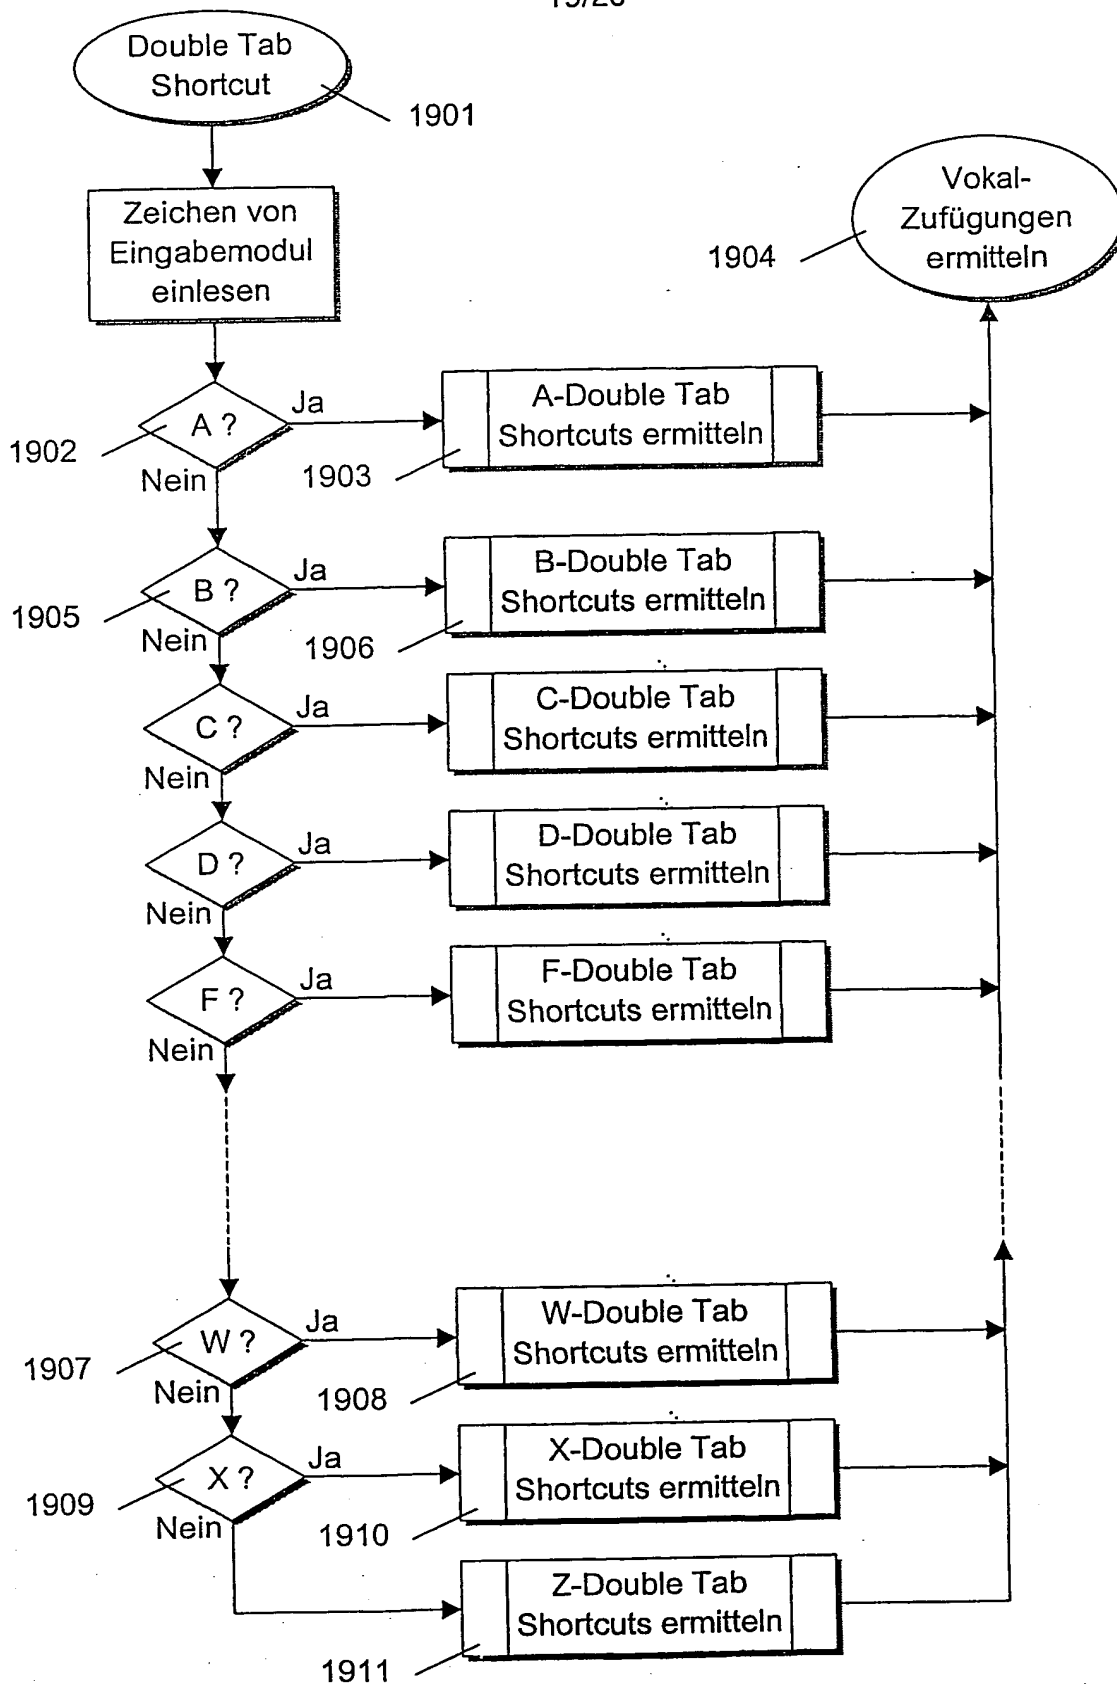 Double Tab
Shortcut
1901
Zeichen von
Eingabemodul
einlesen
Vokal-
Zufügungen
ermitteln
1904
A ?
Ja
Nein
1902
A-Double Tab
Shortcuts ermitteln
1903
B ?
Ja
Nein
1905
B-Double Tab
Shortcuts ermitteln
1906
C ?
Ja
Nein
C-Double Tab
Shortcuts ermitteln
D ?
Ja
Nein
D-Double Tab
Shortcuts ermitteln
F ?
Ja
Nein
F-Double Tab
Shortcuts ermitteln
W ?
Ja
Nein
1907
W-Double Tab
Shortcuts ermitteln
1908
X ?
Ja
Nein
1909
X-Double Tab
Shortcuts ermitteln
1910
Z-Double Tab
Shortcuts ermitteln
1911